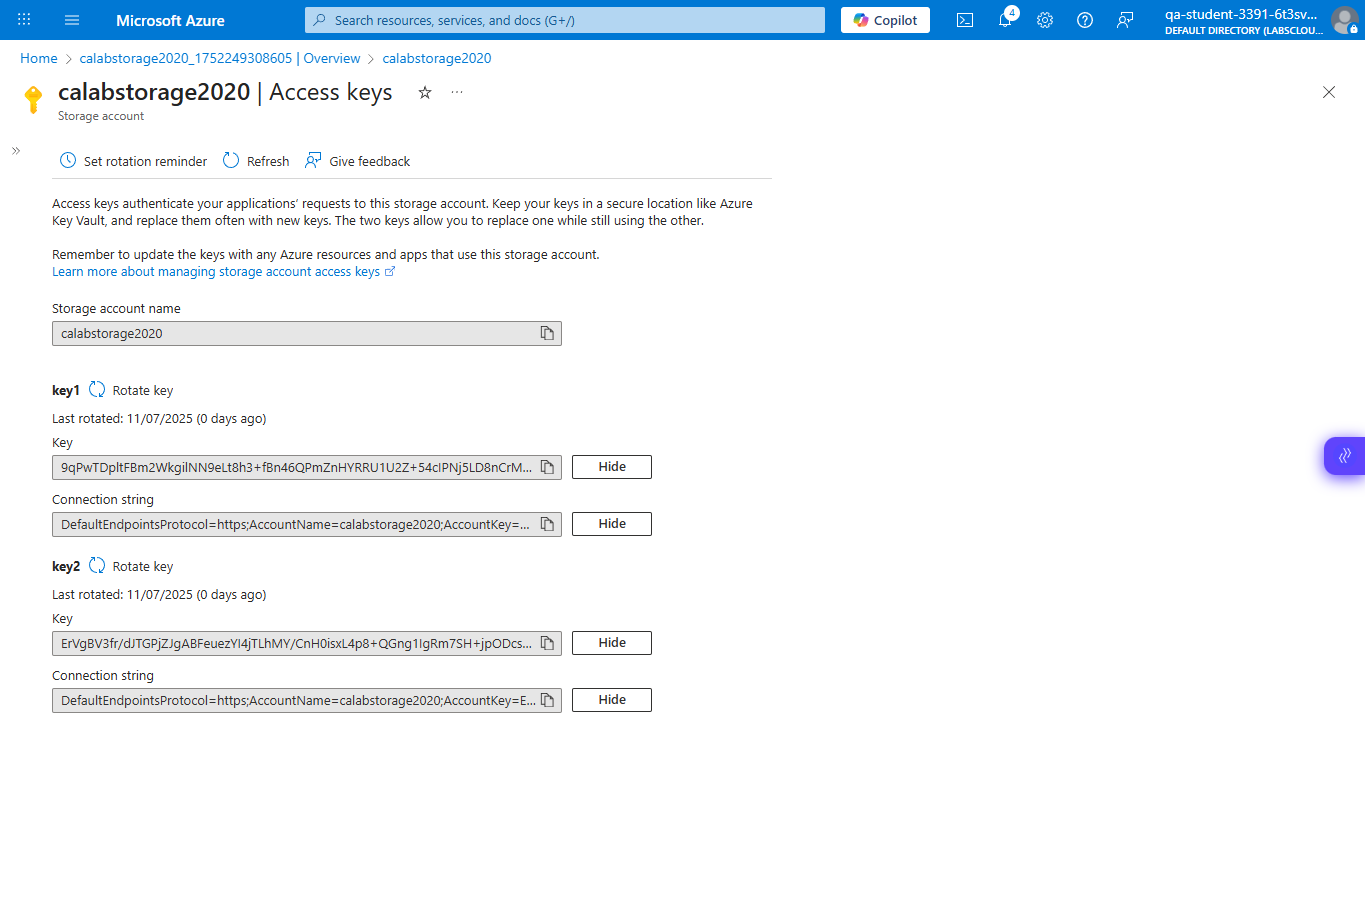 Microsoft Azure
Search resources, services, and docs (G+/)
Copilot
4
qa-student-3391-6t3sv...
DEFAULT DIRECTORY (LABSCLOU...
Home > calabstorage2020_1752249308605 | Overview > calabstorage2020
calabstorage2020 | Access keys
Storage account
Set rotation reminder
Refresh
Give feedback
Access keys authenticate your applications' requests to this storage account. Keep your keys in a secure location like Azure
Key Vault, and replace them often with new keys. The two keys allow you to replace one while still using the other.
Remember to update the keys with any Azure resources and apps that use this storage account.
Learn more about managing storage account access keys
Storage account name
calabstorage2020
key1
Rotate key
Last rotated: 11/07/2025 (0 days ago)
Key
9qPwTDpltFBm2WkgilNN9eLt8h3+fBn46QPmZnHYRRU1U2Z+54cIPNj5LD8nCrM...
Hide
Connection string
DefaultEndpointsProtocol=https;AccountName=calabstorage2020;AccountKey=...
Hide
key2
Rotate key
Last rotated: 11/07/2025 (0 days ago)
Key
ErVgBV3fr/dJTGPjZJgABFeuezYI4jTLhMY/CnH0isxL4p8+QGng1IgRm7SH+jpODcs...
Hide
Connection string
DefaultEndpointsProtocol=https;AccountName=calabstorage2020;AccountKey=E...
Hide